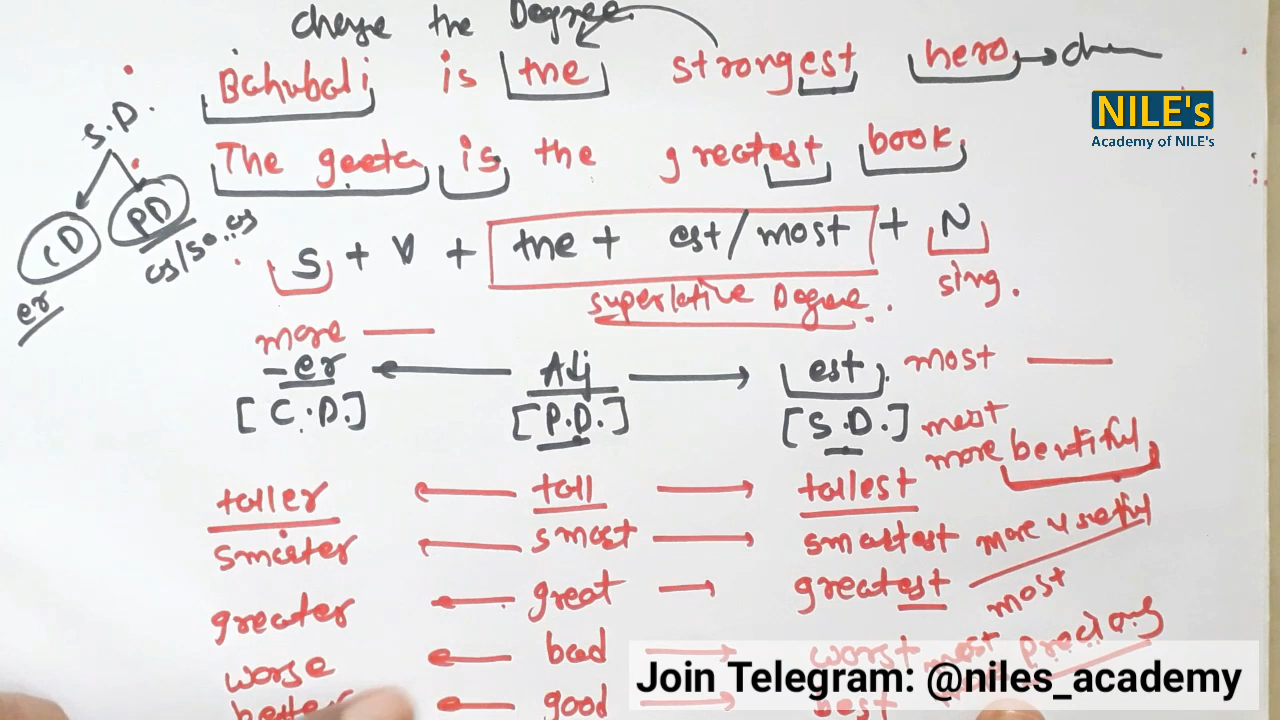 change the Degree
Bahubali is the strongest hero →
NILE's
Academy of NILE's
S.D.
The geeta is the greatest book
CD PD
er as/so..as
S + V + the + est/most + N
superlative Degree. sing.
more —
-er ← Adj → est. most —
[C.D.] [P.D.] [S.D.] most
more beutiful
taller ← tall → tallest
smarter ← smart → smartest more useful
greater ← great → greatest most
worse ← bad → worst most precious
better ← good → best
Join Telegram: @niles_academy